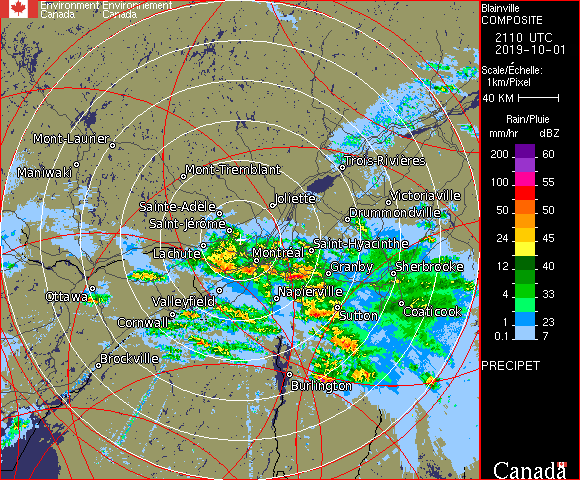 Environment Environnement
Canada Canada
Blainville
COMPOSITE
2110 UTC
2019-10-01
Scale/Échelle:
1km/Pixel
40 KM
Rain/Pluie
mm/hr dBZ
200 60
100 55
50 50
24 45
12 40
4 33
1 23
0.1 7
PRECIPET
Mont-Laurier
Maniwaki
Mont-Tremblant
Trois-Rivières
Joliette
Victoriaville
Sainte-Adèle
Drummondville
Saint-Jérôme
Saint-Hyacinthe
Lachute
Montréal
Granby
Sherbrooke
Ottawa
Valleyfield
Napierville
Cornwall
Sutton
Coaticook
Brockville
Burlington
Canada